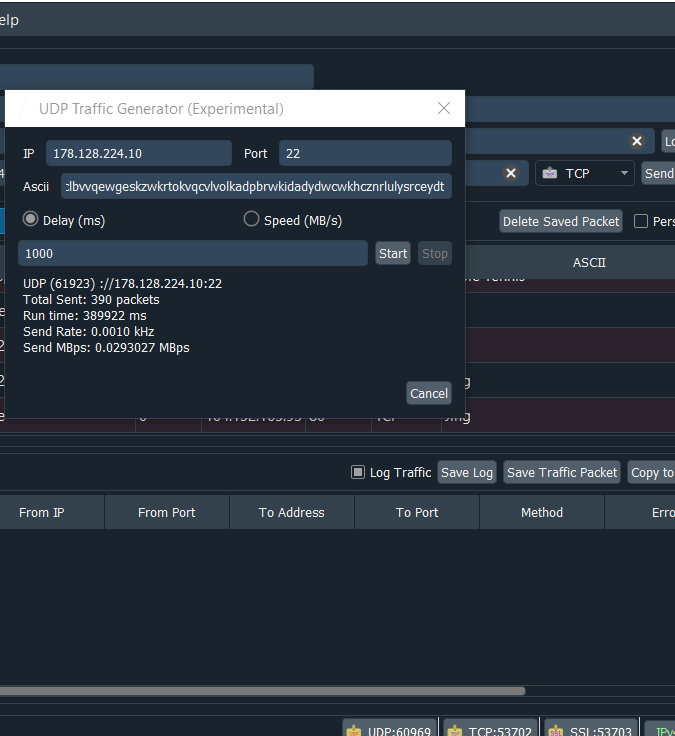 elp
UDP Traffic Generator (Experimental)
IP 178.128.224.10 Port 22
Lo
Ascii :lbvvqewgeskzwkrtokvqcvlvolkadpbrwkidadydwcwkhcznrlulysrceydt
4 TCP Send
Delay (ms) Speed (MB/s)
Delete Saved Packet Pers
1000 Start Stop
ASCII
UDP (61923) ://178.128.224.10:22
Total Sent: 390 packets
Run time: 389922 ms
Send Rate: 0.0010 kHz
Send MBps: 0.0293027 MBps
Cancel
Log Traffic Save Log Save Traffic Packet Copy to
From IP From Port To Address To Port Method Erro
UDP:60969 TCP:53702 SSL:53703 IPv